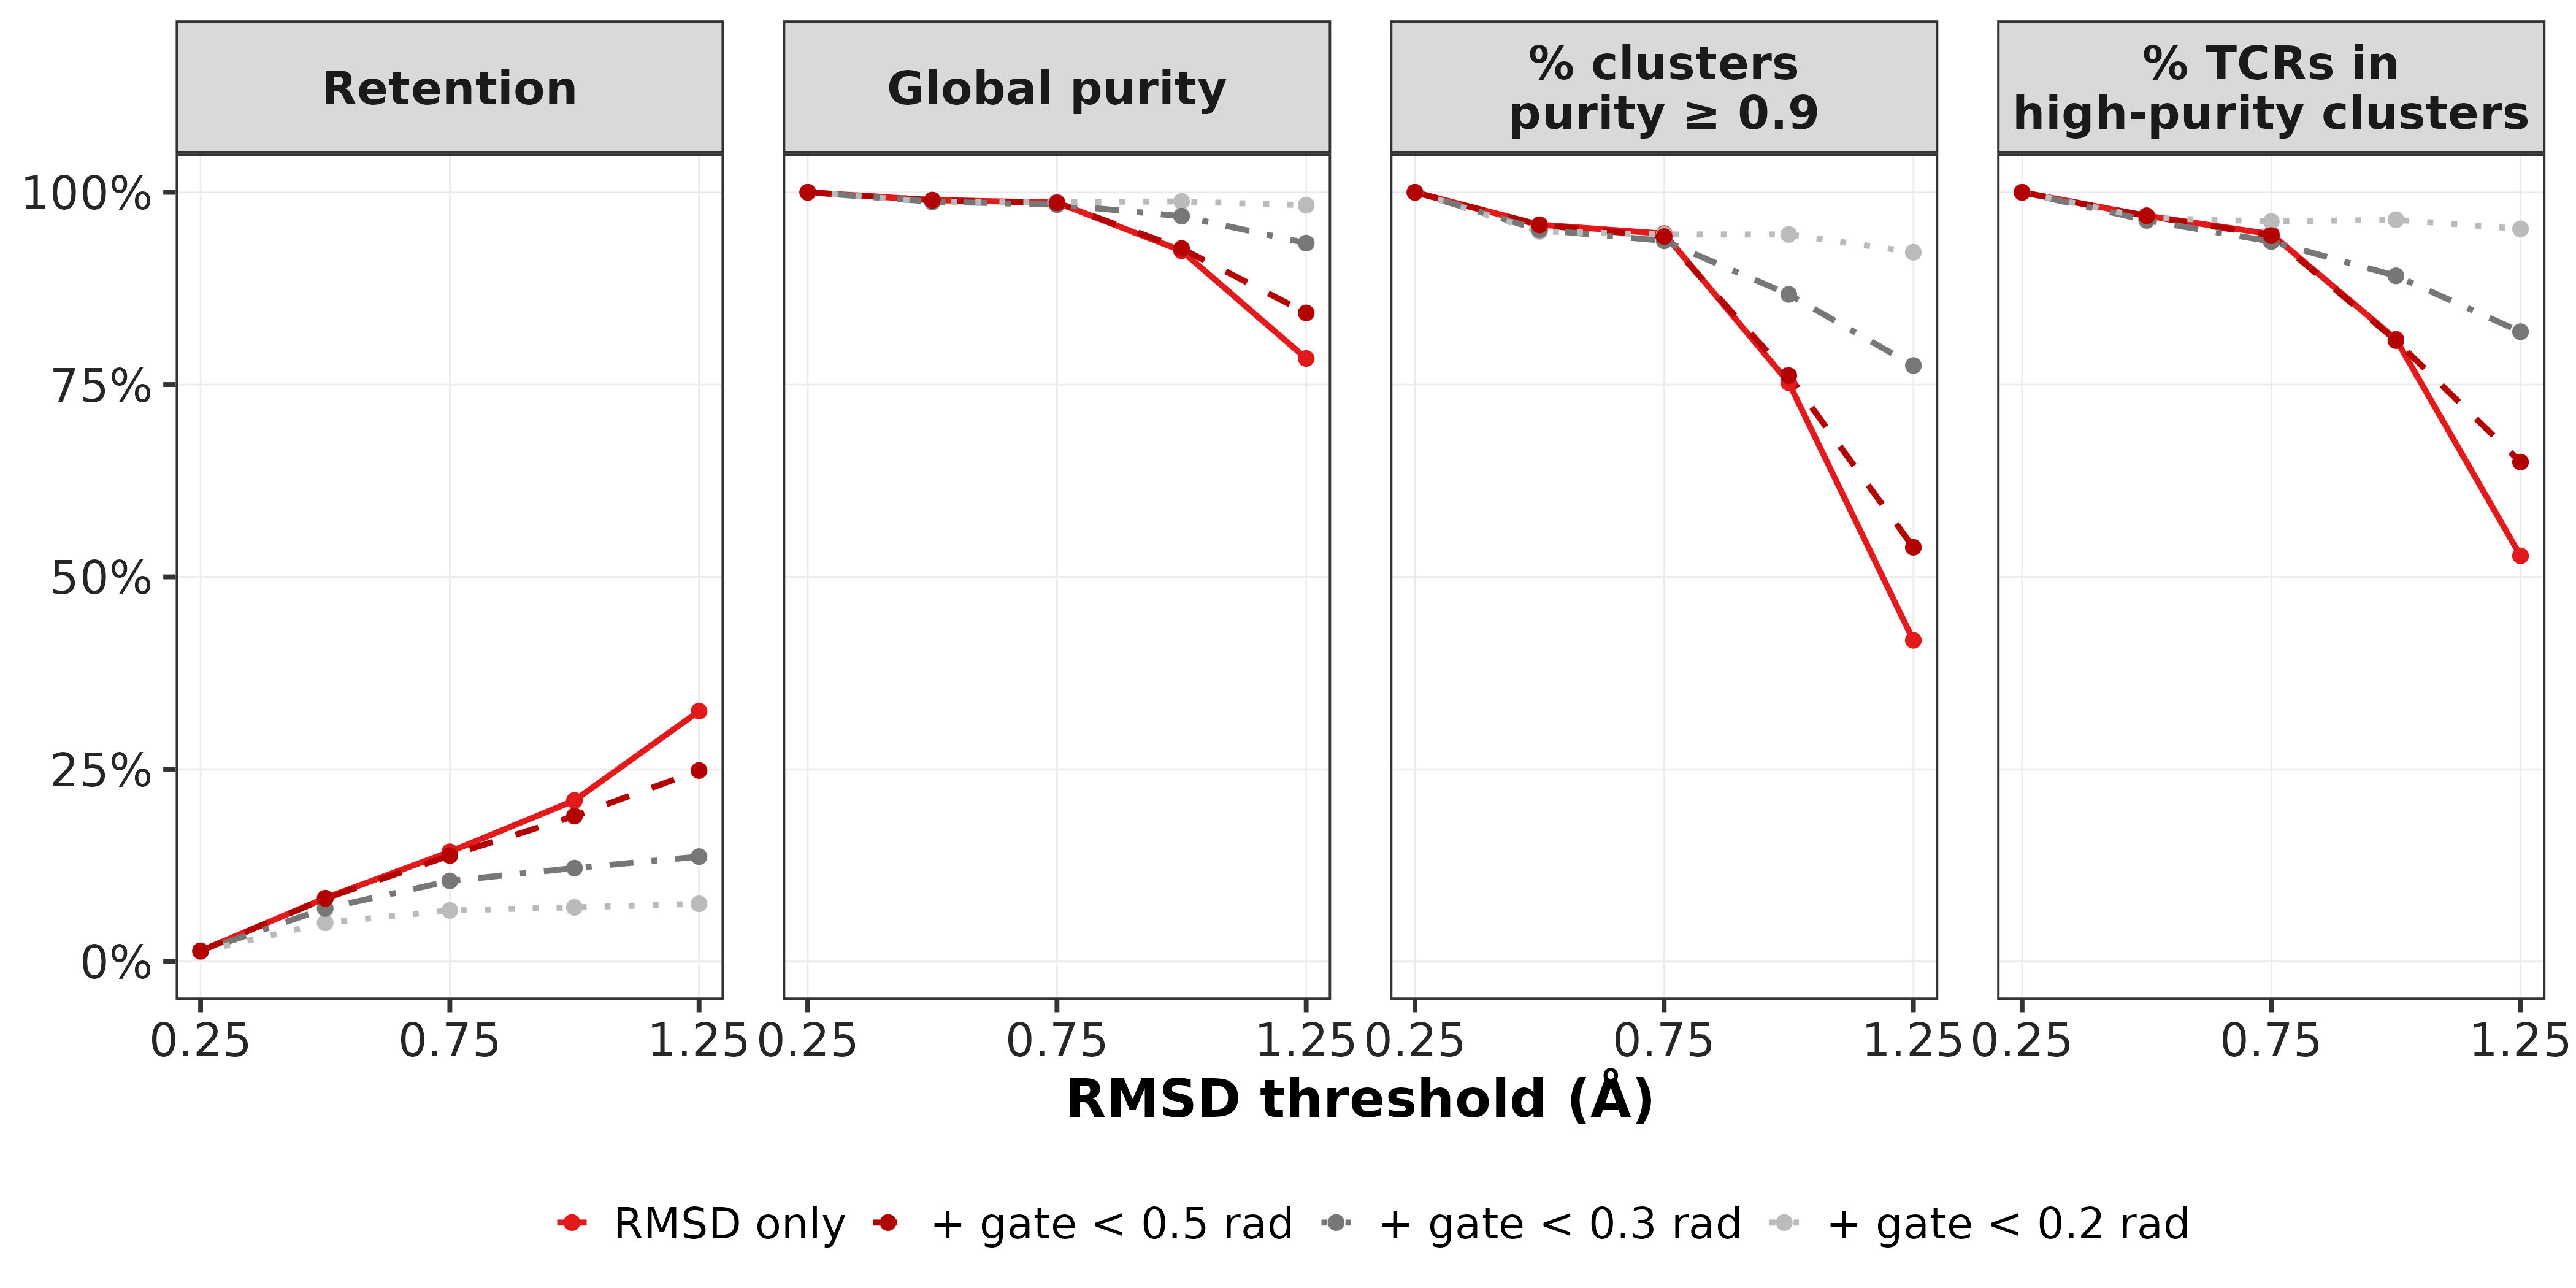 Retention
Global purity
% clusters
purity ≥ 0.9
% TCRs in
high-purity clusters
100%
75%
50%
25%
0%
0.25 0.75 1.25
0.25 0.75 1.25
0.25 0.75 1.25
0.25 0.75 1.25
RMSD threshold (Å)
RMSD only + gate < 0.5 rad + gate < 0.3 rad + gate < 0.2 rad